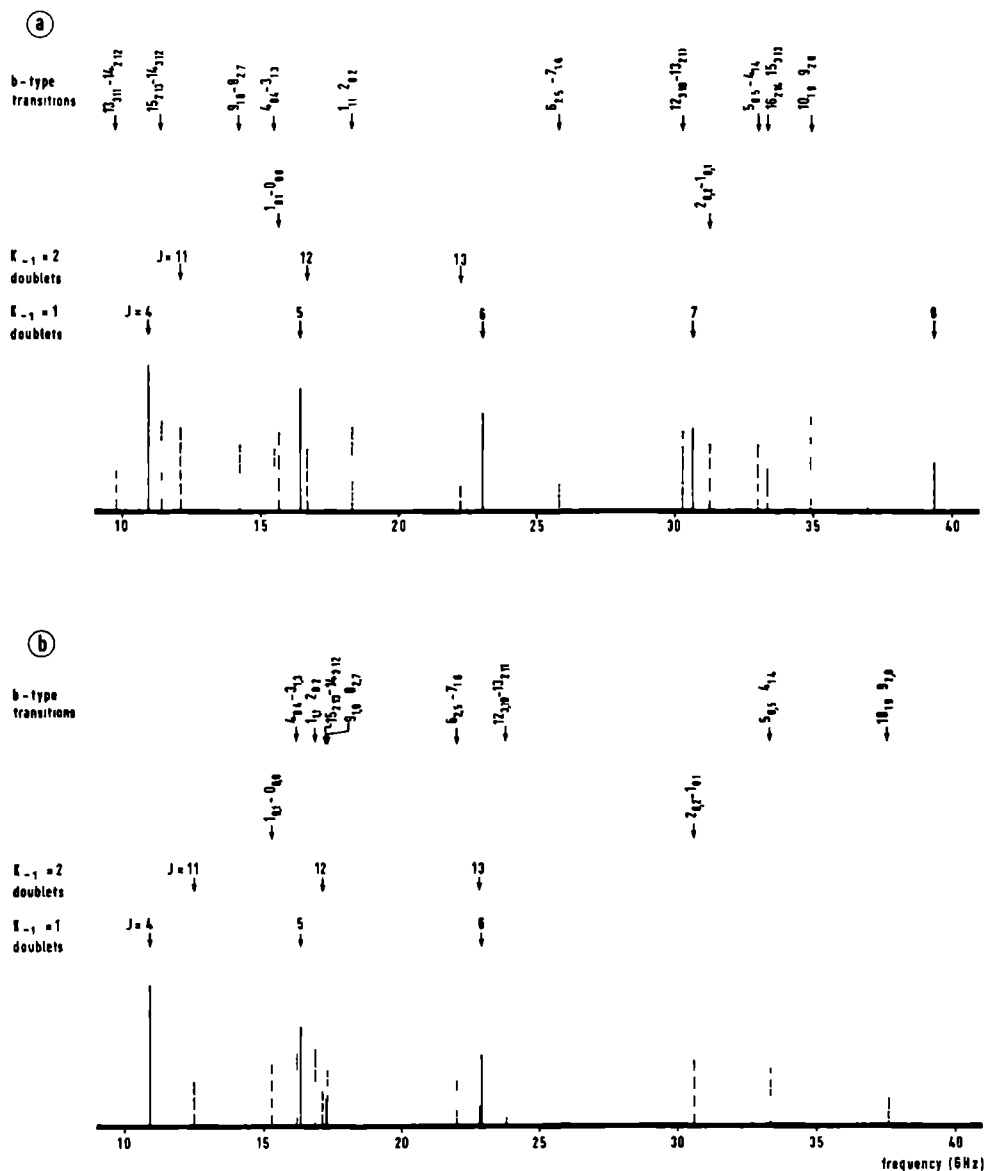 a
b-type transitions
13₃,₁₁-14₂,₁₂ 15₂,₁₃-14₃,₁₂ 9₁,₈-8₂,₇ 4₀,₄-3₁,₃ 1₁,₁ 2₀,₂ 6₂,₅-7₁,₆ 12₃,₁₀-13₂,₁₁ 5₀,₅-4₁,₄ 16₂,₁₄ 15₃,₁₃ 10₁,₉ 9₂,₈
1₀,₁-0₀,₀ 2₀,₂-1₀,₁
K₋₁ = 2 doublets J = 11 12 13
K₋₁ = 1 doublets J = 4 5 6 7 8
10 15 20 25 30 35 40
b
b-type transitions
4₀,₄-3₁,₃ 1₁,₁ 2₀,₂ 15₂,₁₃-14₃,₁₂ 9₁,₈ 8₂,₇ 6₂,₅-7₁,₆ 12₃,₁₀-13₂,₁₁ 5₀,₅ 4₁,₄ 10₁,₉ 9₂,₈
1₀,₁-0₀,₀ 2₀,₂-1₀,₁
K₋₁ = 2 doublets J = 11 12 13
K₋₁ = 1 doublets J = 4 5 6
10 15 20 25 30 35 40
frequency (GHz)